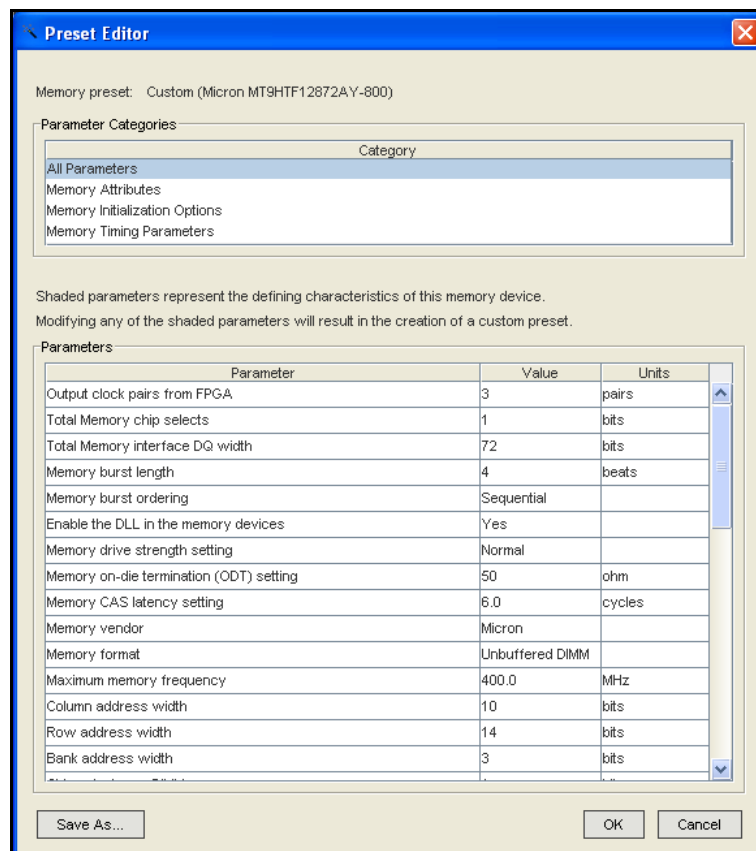 Preset Editor
Memory preset: Custom (Micron MT9HTF12872AY-800)
Parameter Categories
Category
All Parameters
Memory Attributes
Memory Initialization Options
Memory Timing Parameters
Shaded parameters represent the defining characteristics of this memory device.
Modifying any of the shaded parameters will result in the creation of a custom preset.
Parameters
Parameter Value Units
Output clock pairs from FPGA 3 pairs
Total Memory chip selects 1 bits
Total Memory interface DQ width 72 bits
Memory burst length 4 beats
Memory burst ordering Sequential
Enable the DLL in the memory devices Yes
Memory drive strength setting Normal
Memory on-die termination (ODT) setting 50 ohm
Memory CAS latency setting 6.0 cycles
Memory vendor Micron
Memory format Unbuffered DIMM
Maximum memory frequency 400.0 MHz
Column address width 10 bits
Row address width 14 bits
Bank address width 3 bits
Save As... OK Cancel